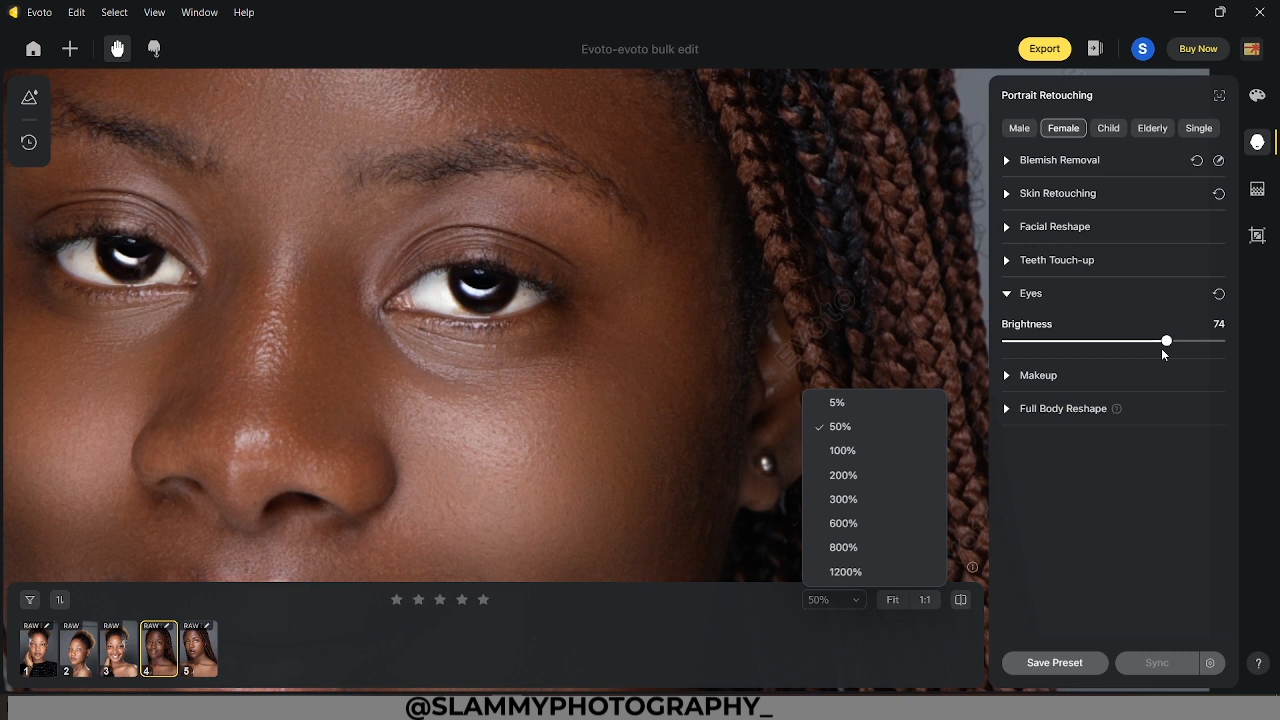 Evoto Edit Select View Window Help
Evoto-evoto bulk edit
Export
S
Buy Now
Portrait Retouching
Male Female Child Elderly Single
Blemish Removal
Skin Retouching
Facial Reshape
Teeth Touch-up
Eyes
Brightness 74
Makeup
Full Body Reshape ?
Evoto
5%
50%
100%
200%
300%
600%
800%
1200%
50% Fit 1:1
RAW RAW RAW RAW RAW
1 2 3 4 5
Save Preset Sync ?
@SLAMMYPHOTOGRAPHY_